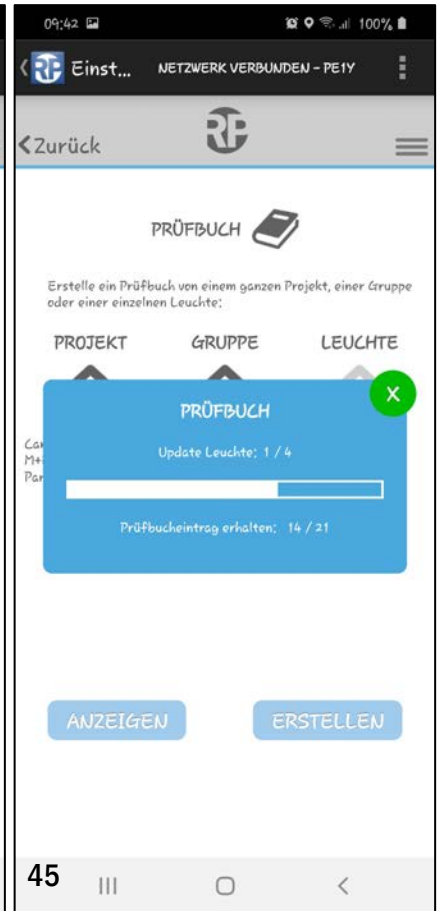 09:42 100%
Einst... NETZWERK VERBUNDEN - PE1Y
Zurück
PRÜFBUCH
Erstelle ein Prüfbuch von einem ganzen Projekt, einer Gruppe
oder einer einzelnen Leuchte:
PROJEKT GRUPPE LEUCHTE
X
PRÜFBUCH
Update Leuchte: 1 / 4
Prüfbucheintrag erhalten: 14 / 21
ANZEIGEN ERSTELLEN
45